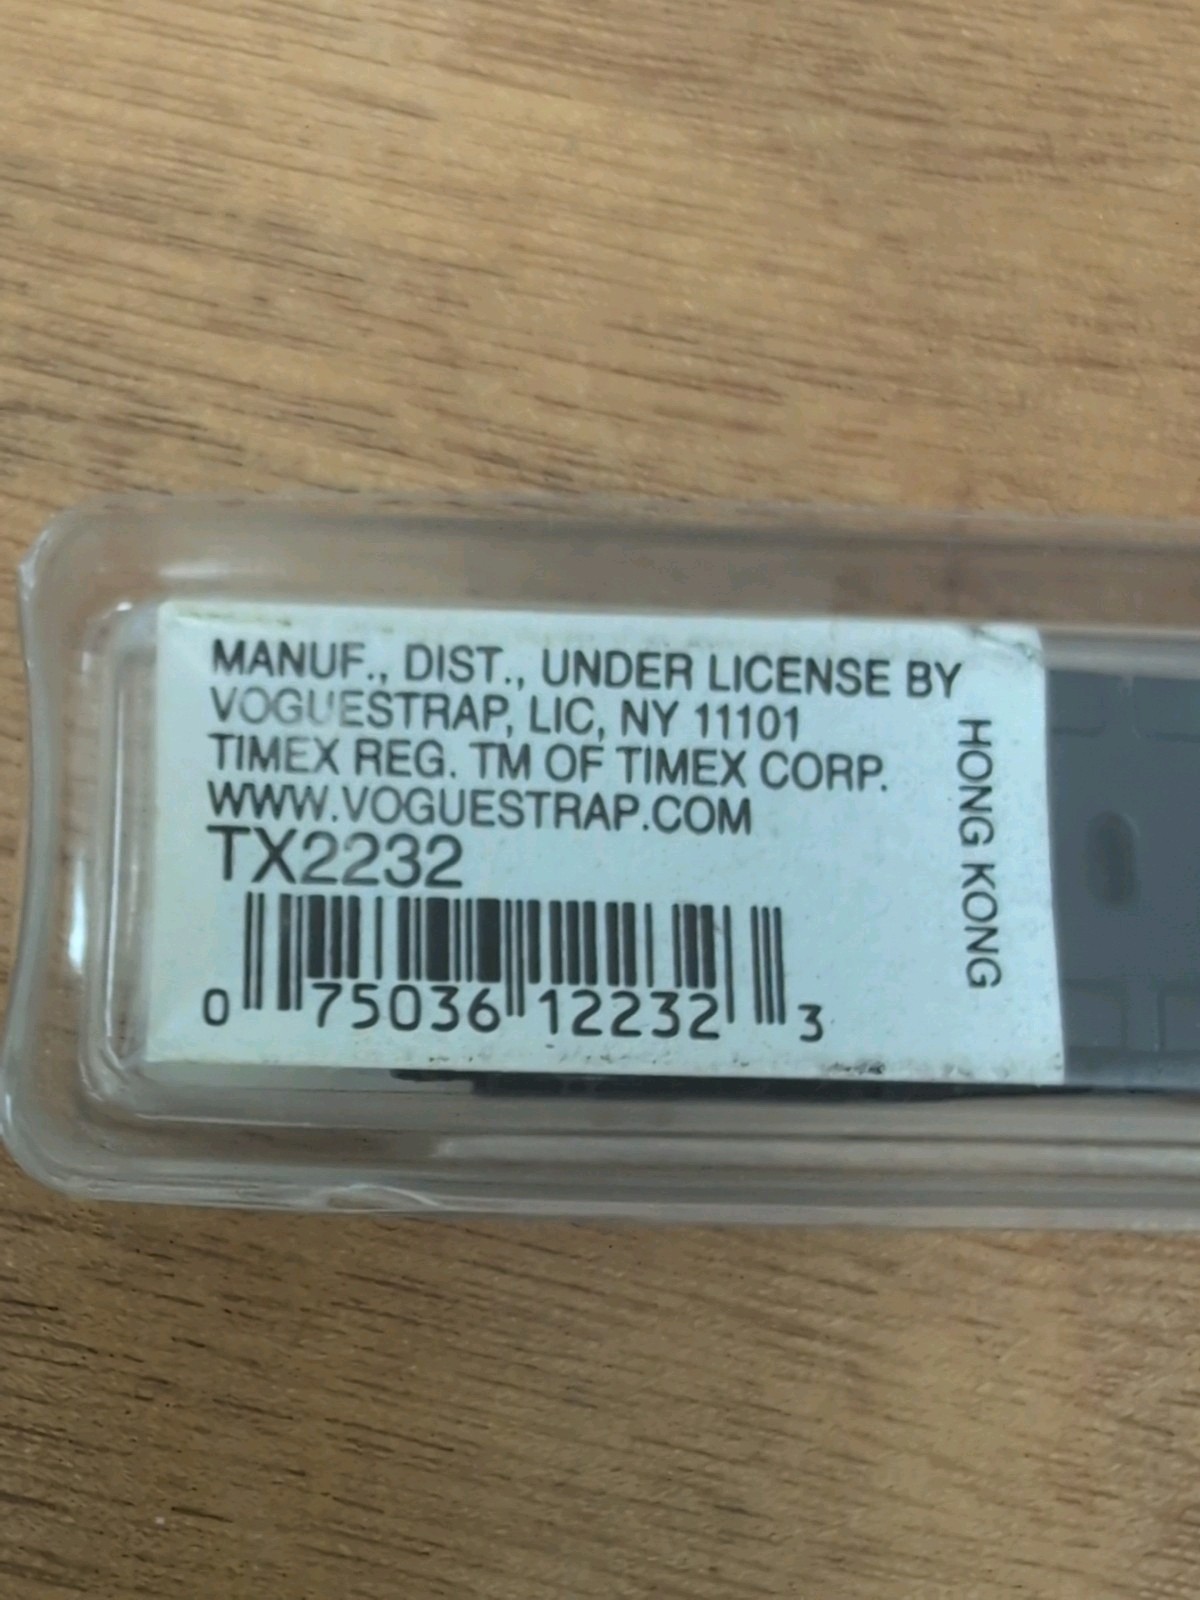 MANUF., DIST., UNDER LICENSE BY
VOGUESTRAP, LIC, NY 11101
TIMEX REG. TM OF TIMEX CORP.
WWW.VOGUESTRAP.COM
TX2232
0 75036 12232 3
HONG KONG